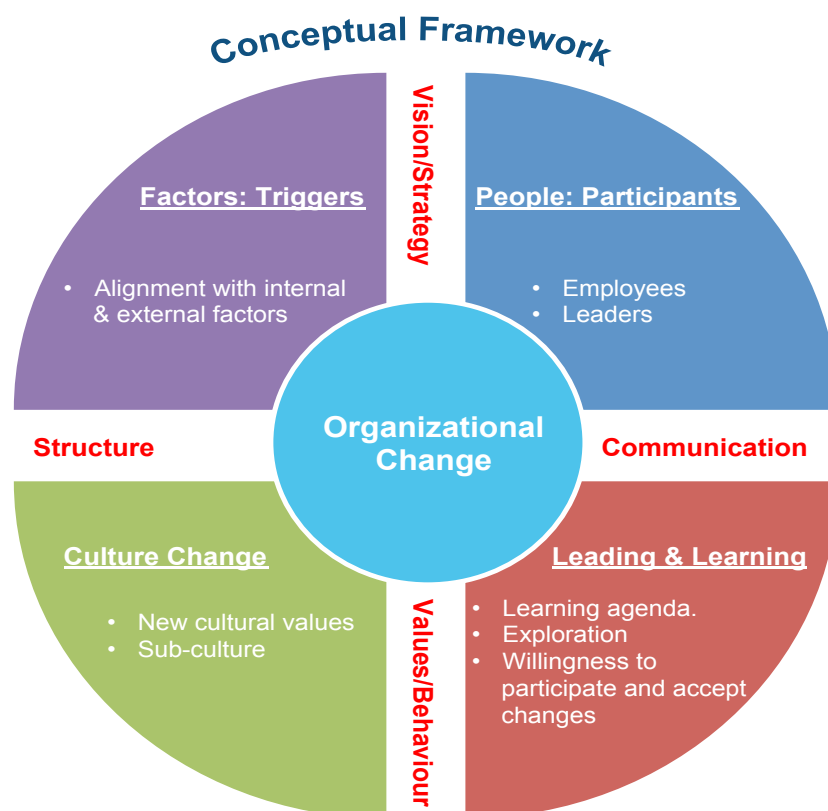 Conceptual Framework
Vision/Strategy
Factors: Triggers
• Alignment with internal
& external factors
People: Participants
• Employees
• Leaders
Structure
Organizational
Change
Communication
Culture Change
• New cultural values
• Sub-culture
Values/Behaviour
Leading & Learning
• Learning agenda.
• Exploration
• Willingness to
participate and accept
changes